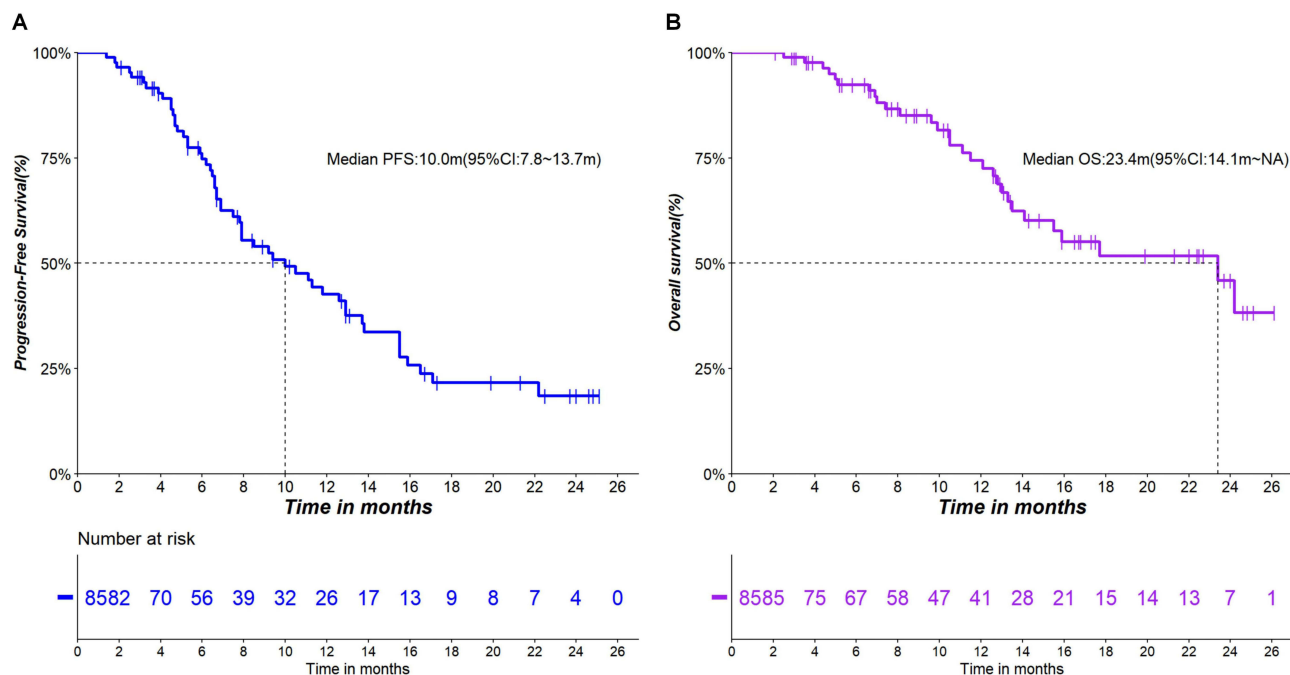 A
100%
75%
50%
25%
0%
Progression-Free Survival(%)
Median PFS:10.0m(95%CI:7.8~13.7m)
0 2 4 6 8 10 12 14 16 18 20 22 24 26
Time in months
Number at risk
8582 70 56 39 32 26 17 13 9 8 7 4 0
0 2 4 6 8 10 12 14 16 18 20 22 24 26
Time in months
B
100%
75%
50%
25%
0%
Overall survival(%)
Median OS:23.4m(95%CI:14.1m~NA)
0 2 4 6 8 10 12 14 16 18 20 22 24 26
Time in months
8585 75 67 58 47 41 28 21 15 14 13 7 1
0 2 4 6 8 10 12 14 16 18 20 22 24 26
Time in months